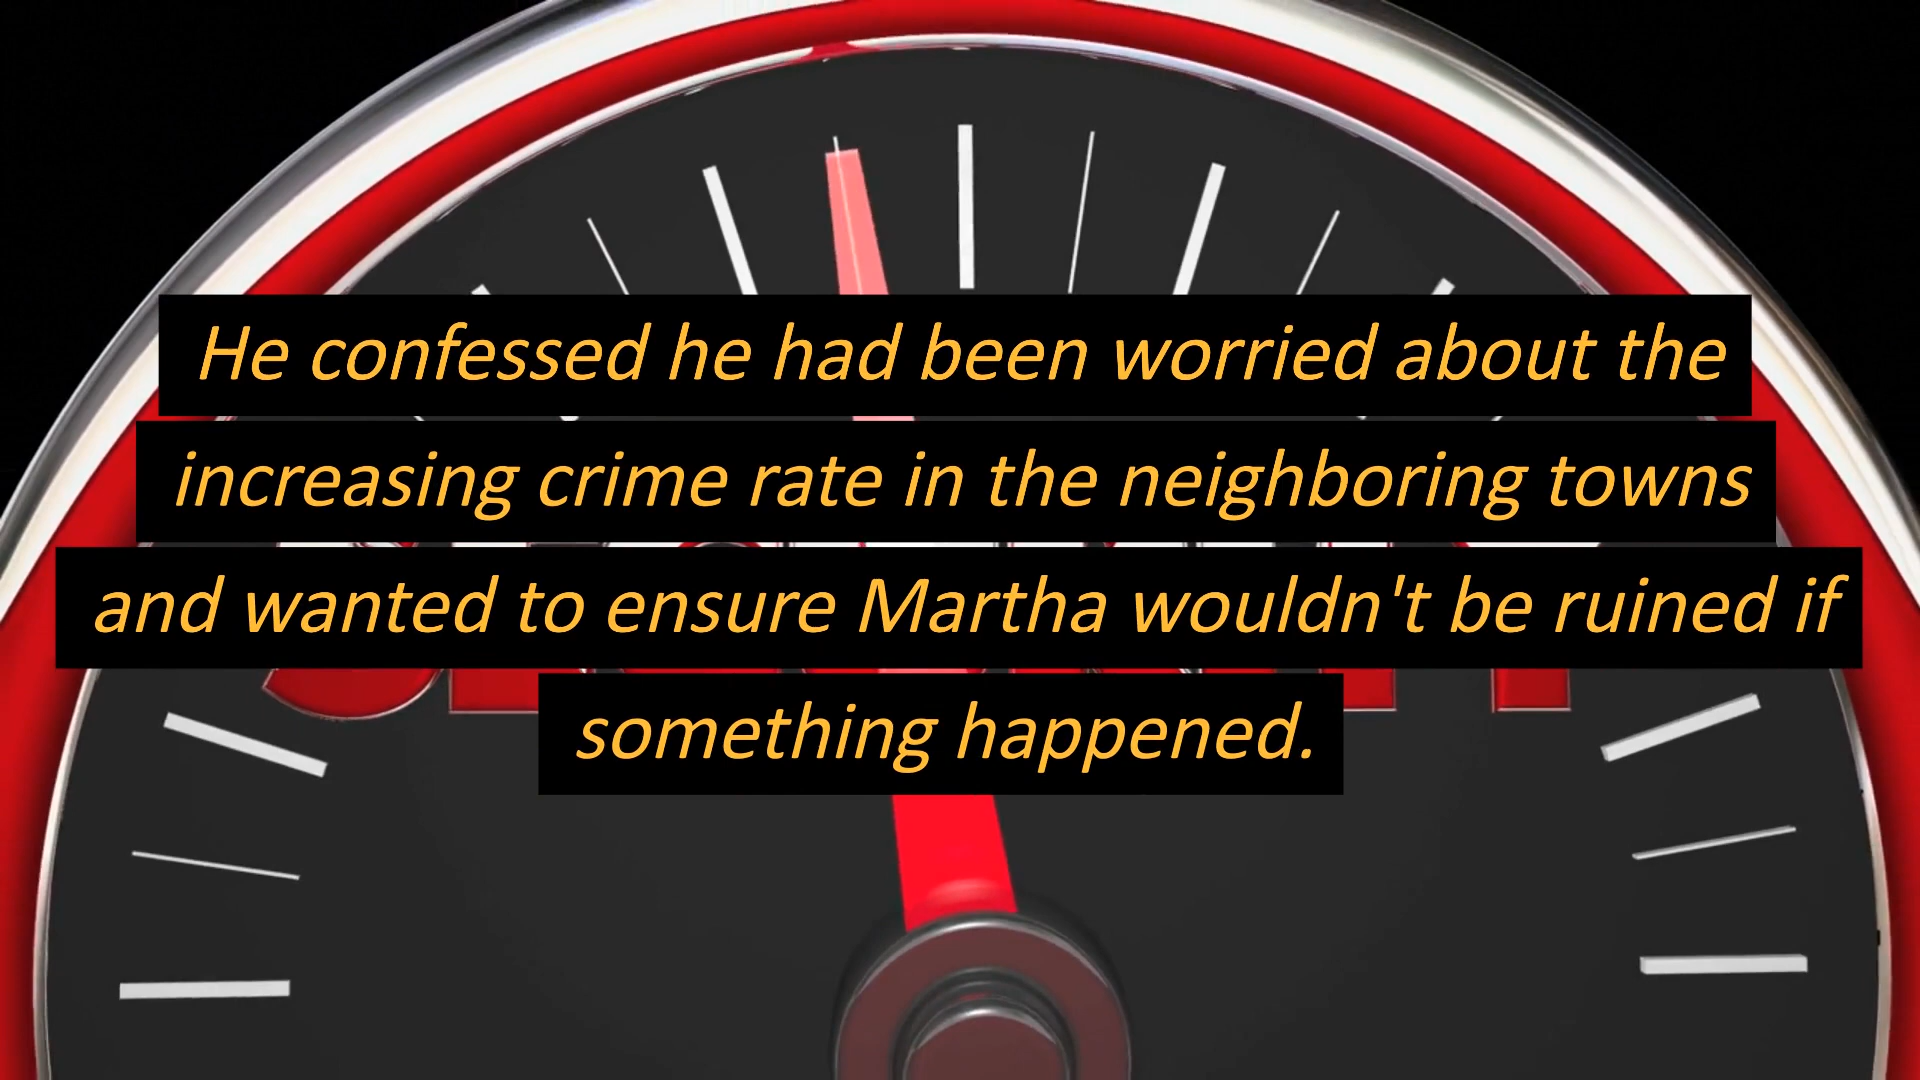 He confessed he had been worried about the
increasing crime rate in the neighboring towns
and wanted to ensure Martha wouldn't be ruined if
something happened.